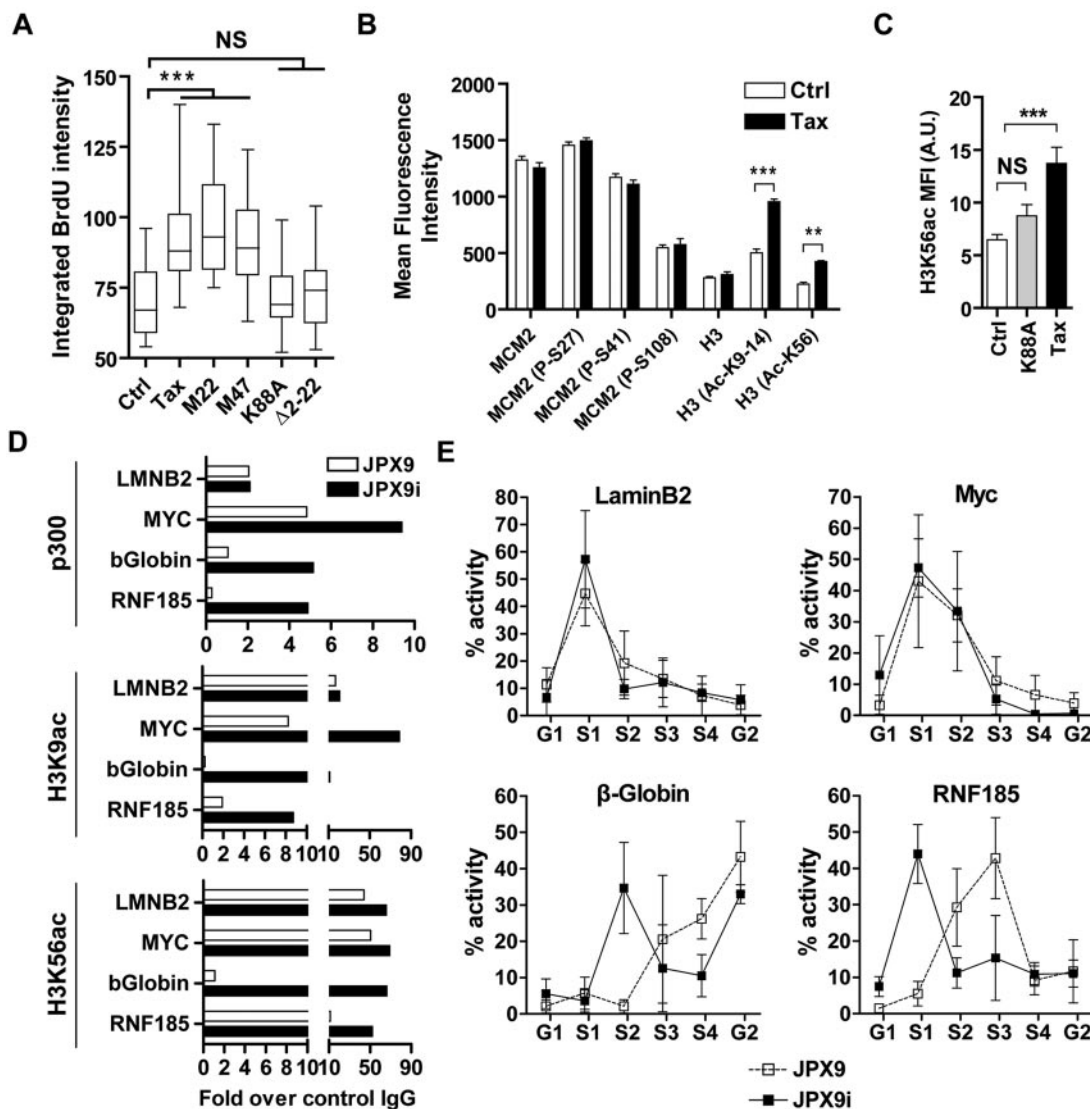 A
NS
***
Integrated BrdU intensity
150
125
100
75
50
Ctrl
Tax
M22
M47
K88A
Δ2-22
B
Ctrl
Tax
Mean Fluorescence
Intensity
2000
1500
1000
500
0
***
**
MCM2
MCM2 (P-S27)
MCM2 (P-S41)
MCM2 (P-S108)
H3
H3 (Ac-K9-14)
H3 (Ac-K56)
C
H3K56ac MFI (A.U.)
20
15
10
5
0
***
NS
Ctrl
K88A
Tax
D
JPX9
JPX9i
p300
LMNB2
MYC
bGlobin
RNF185
0 2 4 6 8 10
H3K9ac
LMNB2
MYC
bGlobin
RNF185
0 2 4 6 8 10 10 50 90
H3K56ac
LMNB2
MYC
bGlobin
RNF185
0 2 4 6 8 10 10 50 90
Fold over control IgG
E
LaminB2
% activity
80
70
60
50
40
30
20
10
0
G1 S1 S2 S3 S4 G2
Myc
% activity
80
70
60
50
40
30
20
10
0
G1 S1 S2 S3 S4 G2
β-Globin
% activity
60
50
40
30
20
10
0
G1 S1 S2 S3 S4 G2
RNF185
% activity
60
50
40
30
20
10
0
G1 S1 S2 S3 S4 G2
JPX9
JPX9i